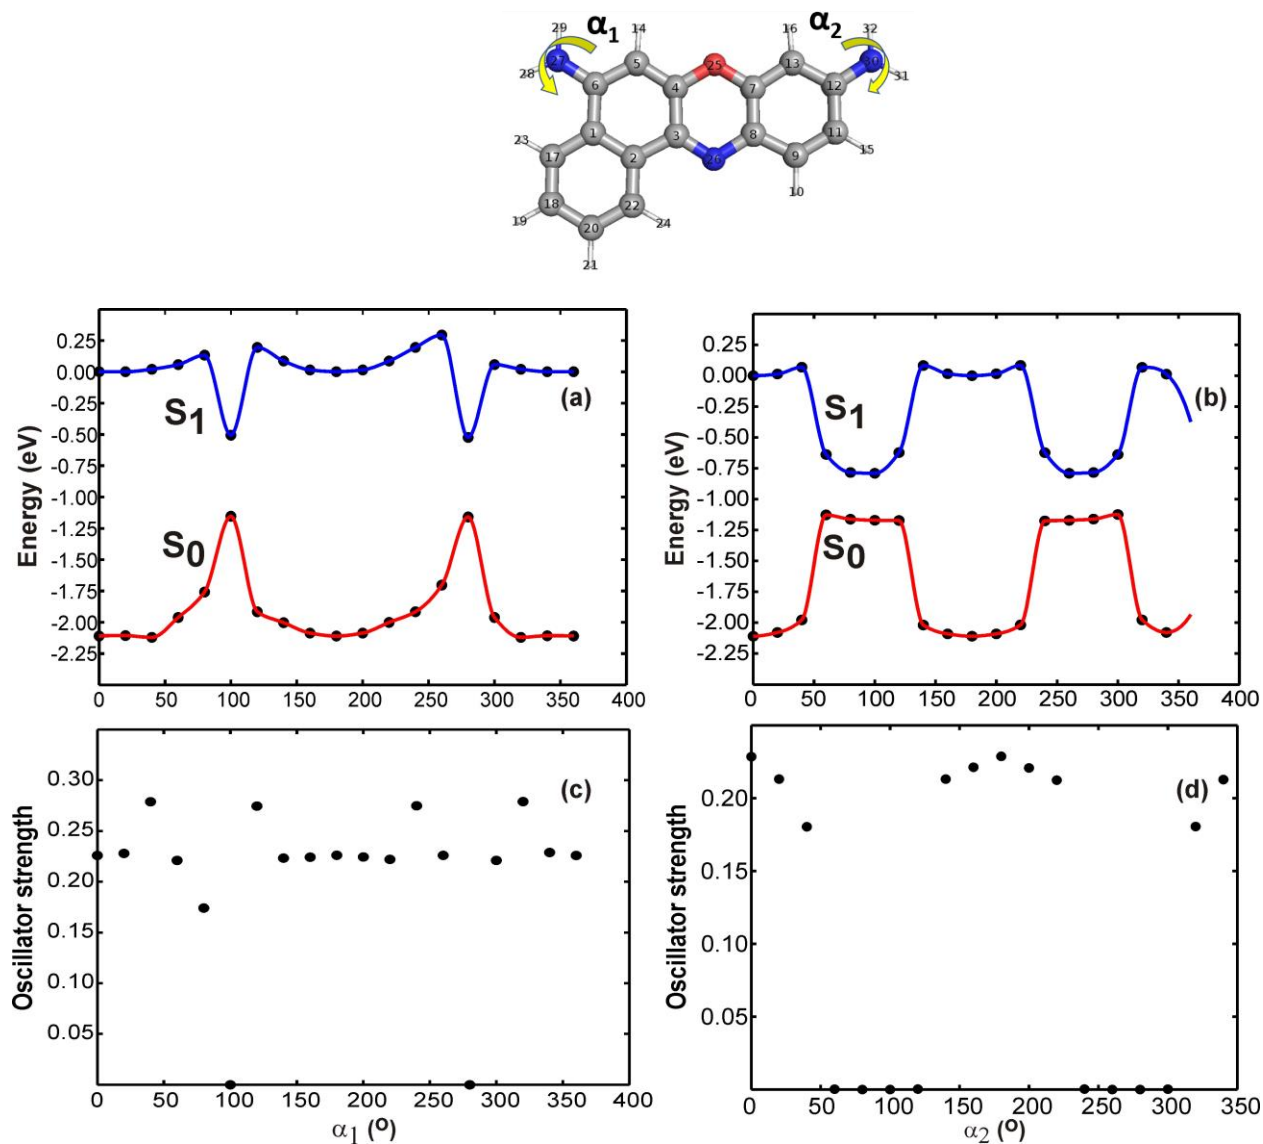 29 α1 14 16 α2 32
27 5 25 13 30
28 6 4 7 12 31
23 1 3 8 11
17 2 26 9 15
18 22 10
19 20 24
21
0.25 0.00 -0.25 -0.50 -0.75 -1.00 -1.25 -1.50 -1.75 -2.00 -2.25
Energy (eV)
(a)
S1
S0
0 50 100 150 200 250 300 350 400
0.25 0.00 -0.25 -0.50 -0.75 -1.00 -1.25 -1.50 -1.75 -2.00 -2.25
Energy (eV)
(b)
S1
S0
0 50 100 150 200 250 300 350 400
0.30 0.25 0.20 0.15 0.10 0.05
Oscillator strength
(c)
0 50 100 150 200 250 300 350 400
α1 (O)
0.20 0.15 0.10 0.05
Oscillator strength
(d)
0 50 100 150 200 250 300 350
α2 (O)